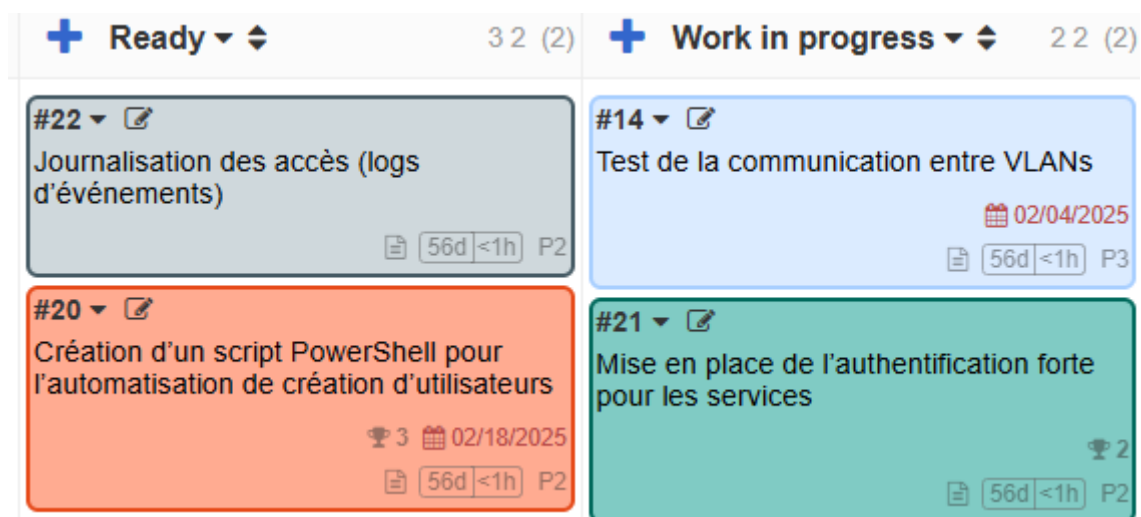 Ready 3 2 (2)
#22
Journalisation des accès (logs
d’événements)
56d <1h P2
#20
Création d’un script PowerShell pour
l’automatisation de création d’utilisateurs
3 02/18/2025
56d <1h P2
Work in progress 2 2 (2)
#14
Test de la communication entre VLANs
02/04/2025
56d <1h P3
#21
Mise en place de l’authentification forte
pour les services
2
56d <1h P2